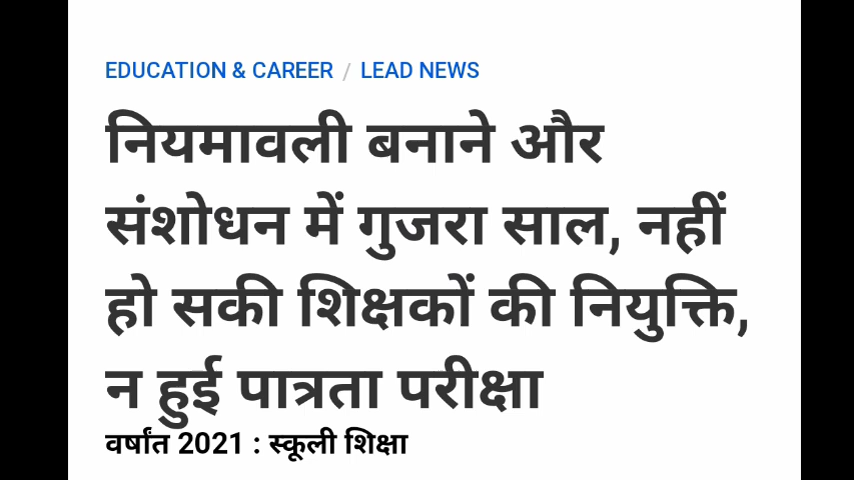 EDUCATION & CAREER / LEAD NEWS
नियमावली बनाने और
संशोधन में गुजरा साल, नहीं
हो सकी शिक्षकों की नियुक्ति,
न हुई पात्रता परीक्षा
वर्षांत 2021 : स्कूली शिक्षा